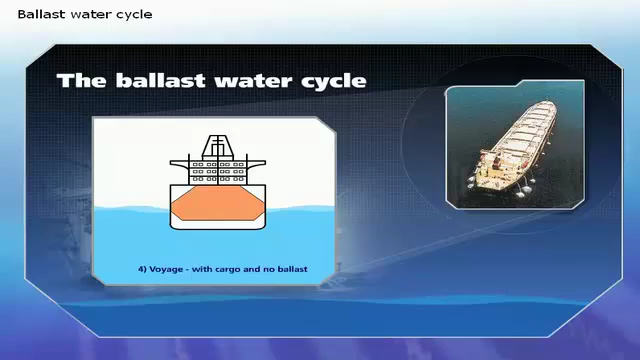 Ballast water cycle
The ballast water cycle
4) Voyage - with cargo and no ballast